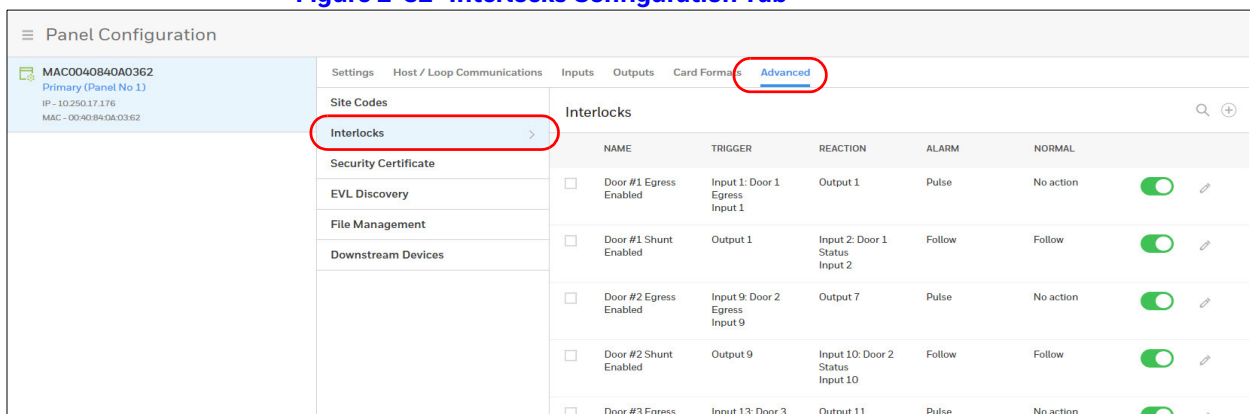 Panel Configuration
MAC0040840A0362
Primary (Panel No 1)
IP - 10.250.17.176
MAC - 00:40:84:0A:03:62
Settings Host / Loop Communications Inputs Outputs Card Formats Advanced
Site Codes
Interlocks
Security Certificate
EVL Discovery
File Management
Downstream Devices
Interlocks
NAME TRIGGER REACTION ALARM NORMAL
Door #1 Egress Input 1: Door 1 Output 1 Pulse No action
Enabled Egress
Input 1
Door #1 Shunt Output 1 Input 2: Door 1 Follow Follow
Enabled Status
Input 2
Door #2 Egress Input 9: Door 2 Output 7 Pulse No action
Enabled Egress
Input 9
Door #2 Shunt Output 9 Input 10: Door 2 Follow Follow
Enabled Status
Input 10
Door #3 Egress Input 13: Door 3 Output 11 Pulse No action